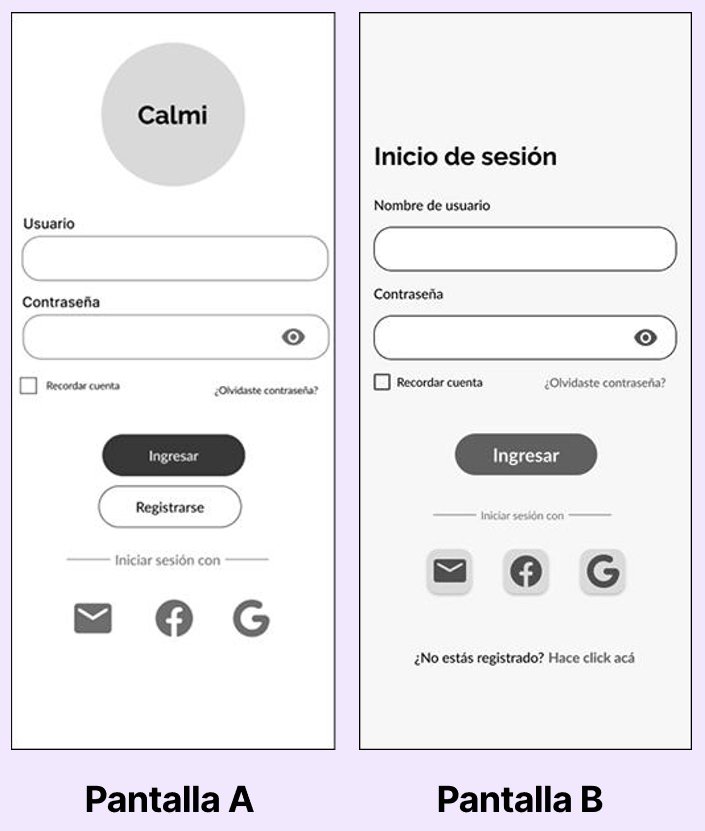 Calmi
Usuario
Contraseña
Recordar cuenta
¿Olvidaste contraseña?
Ingresar
Registrarse
Iniciar sesión con
Pantalla A
Inicio de sesión
Nombre de usuario
Contraseña
Recordar cuenta
¿Olvidaste contraseña?
Ingresar
Iniciar sesión con
¿No estás registrado? Hace click acá
Pantalla B